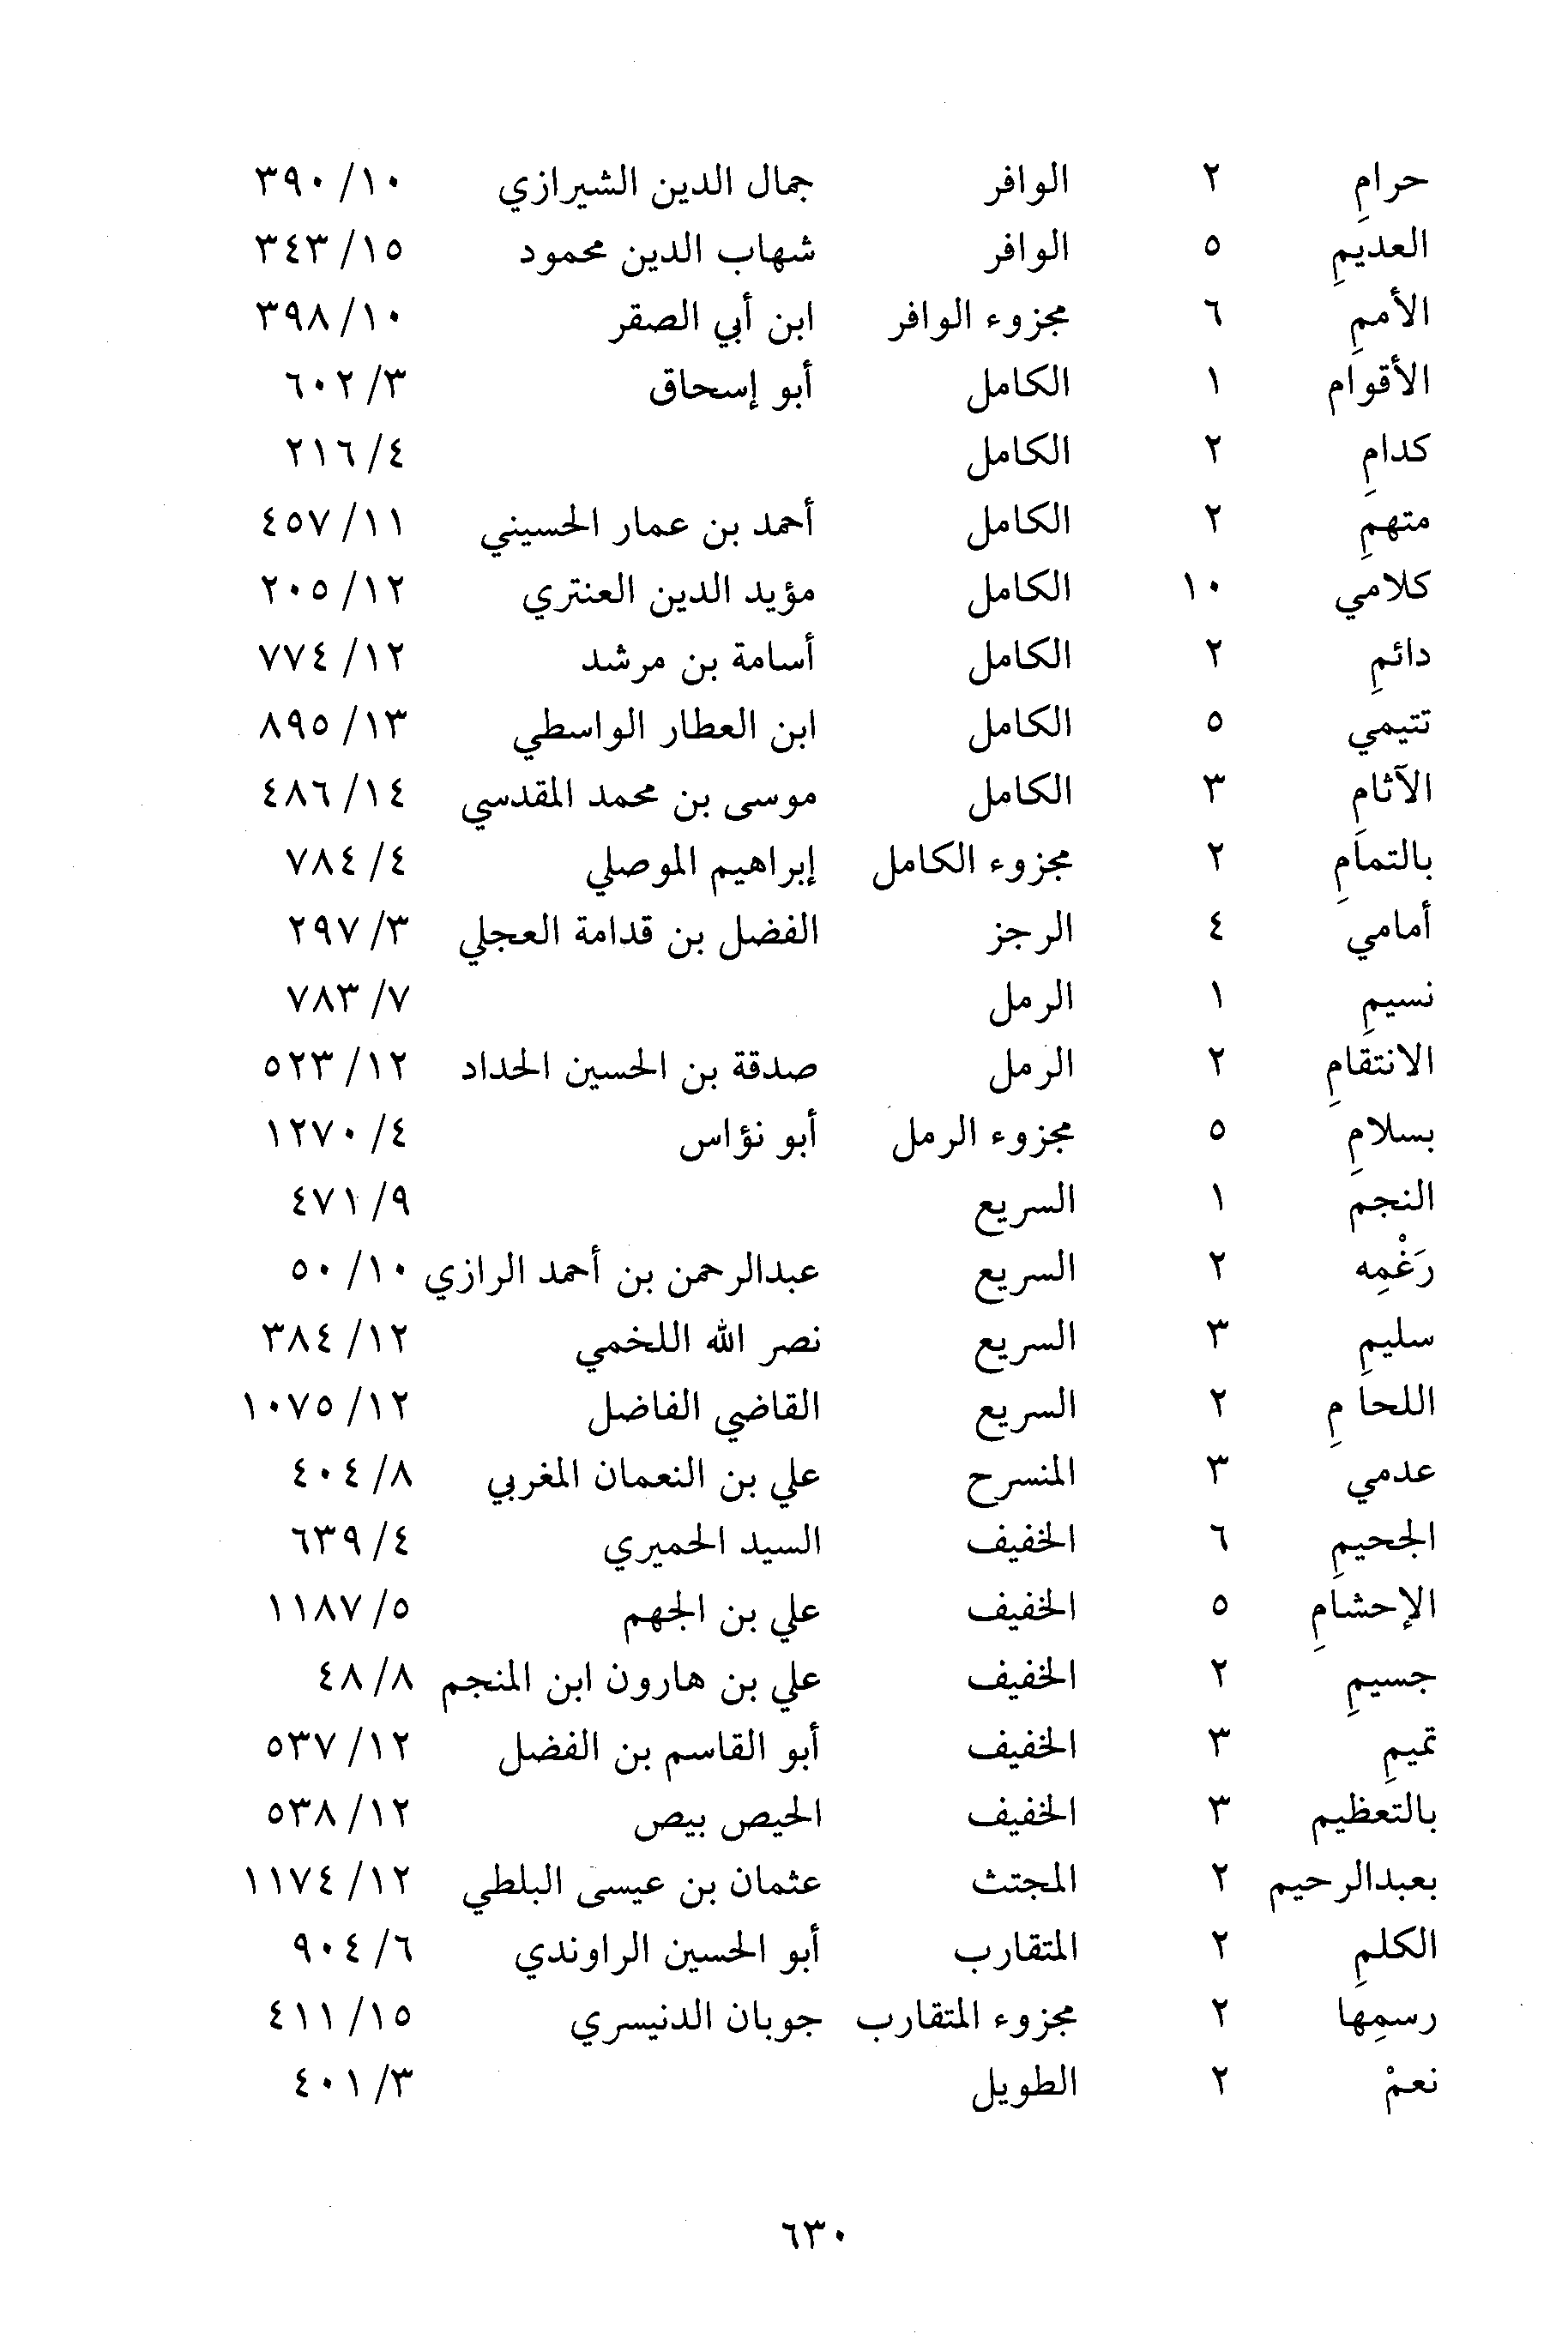 حرامِ ٢ الوافر جمال الدين الشيرازي ١٠/ ٣٩٠
العديمِ ٥ الوافر شهاب الدين محمود ١٥/ ٣٤٣
الأممِ ٦ مجزوء الوافر ابن أبي الصقر ١٠/ ٣٩٨
الأقوام ١ الكامل أبو إسحاق ٣/ ٦٠٢
كدامِ ٢ الكامل ٤/ ٢١٦
متهمِ ٢ الكامل أحمد بن عمار الحسيني ١١/ ٤٥٧
كلامي ١٠ الكامل مؤيد الدين العنتري ١٢/ ٢٠٥
دائمِ ٢ الكامل أسامة بن مرشد ١٢/ ٧٧٤
تتيمي ٥ الكامل ابن العطار الواسطي ١٣/ ٨٩٥
الآثامِ ٣ الكامل موسى بن محمد المقدسي ١٤/ ٤٨٦
بالتمامِ ٢ مجزوء الكامل إبراهيم الموصلي ٤/ ٧٨٤
أمامي ٤ الرجز الفضل بن قدامة العجلي ٣/ ٢٩٧
نسيمِ ١ الرمل ٧/ ٧٨٣
الانتقامِ ٢ الرمل صدقة بن الحسين الحداد ١٢/ ٥٢٣
بسلامِ ٥ مجزوء الرمل أبو نؤاس ٤/ ١٢٧٠
النجم ١ السريع ٩/ ٤٧١
رَغْمِه ٢ السريع عبدالرحمن بن أحمد الرازي ١٠/ ٥٠
سليمِ ٣ السريع نصر الله اللخمي ١٢/ ٣٨٤
اللحا مِ ٢ السريع القاضي الفاضل ١٢/ ١٠٧٥
عدمي ٣ المنسرح علي بن النعمان المغربي ٨/ ٤٠٤
الجحيمِ ٦ الخفيف السيد الحميري ٤/ ٦٣٩
الإحشامِ ٥ الخفيف علي بن الجهم ٥/ ١١٨٧
جسيمِ ٢ الخفيف علي بن هارون ابن المنجم ٨/ ٤٨
تميمِ ٣ الخفيف أبو القاسم بن الفضل ١٢/ ٥٣٧
بالتعظيم ٣ الخفيف الحيص بيص ١٢/ ٥٣٨
بعبدالرحيم ٢ المجتث عثمان بن عيسى البلطي ١٢/ ١١٧٤
الكلمِ ٢ المتقارب أبو الحسين الراوندي ٦/ ٩٠٤
رسمِها ٢ مجزوء المتقارب جوبان الدنيسري ١٥/ ٤١١
نعمْ ٢ الطويل ٣/ ٤٠١
٦٣٠